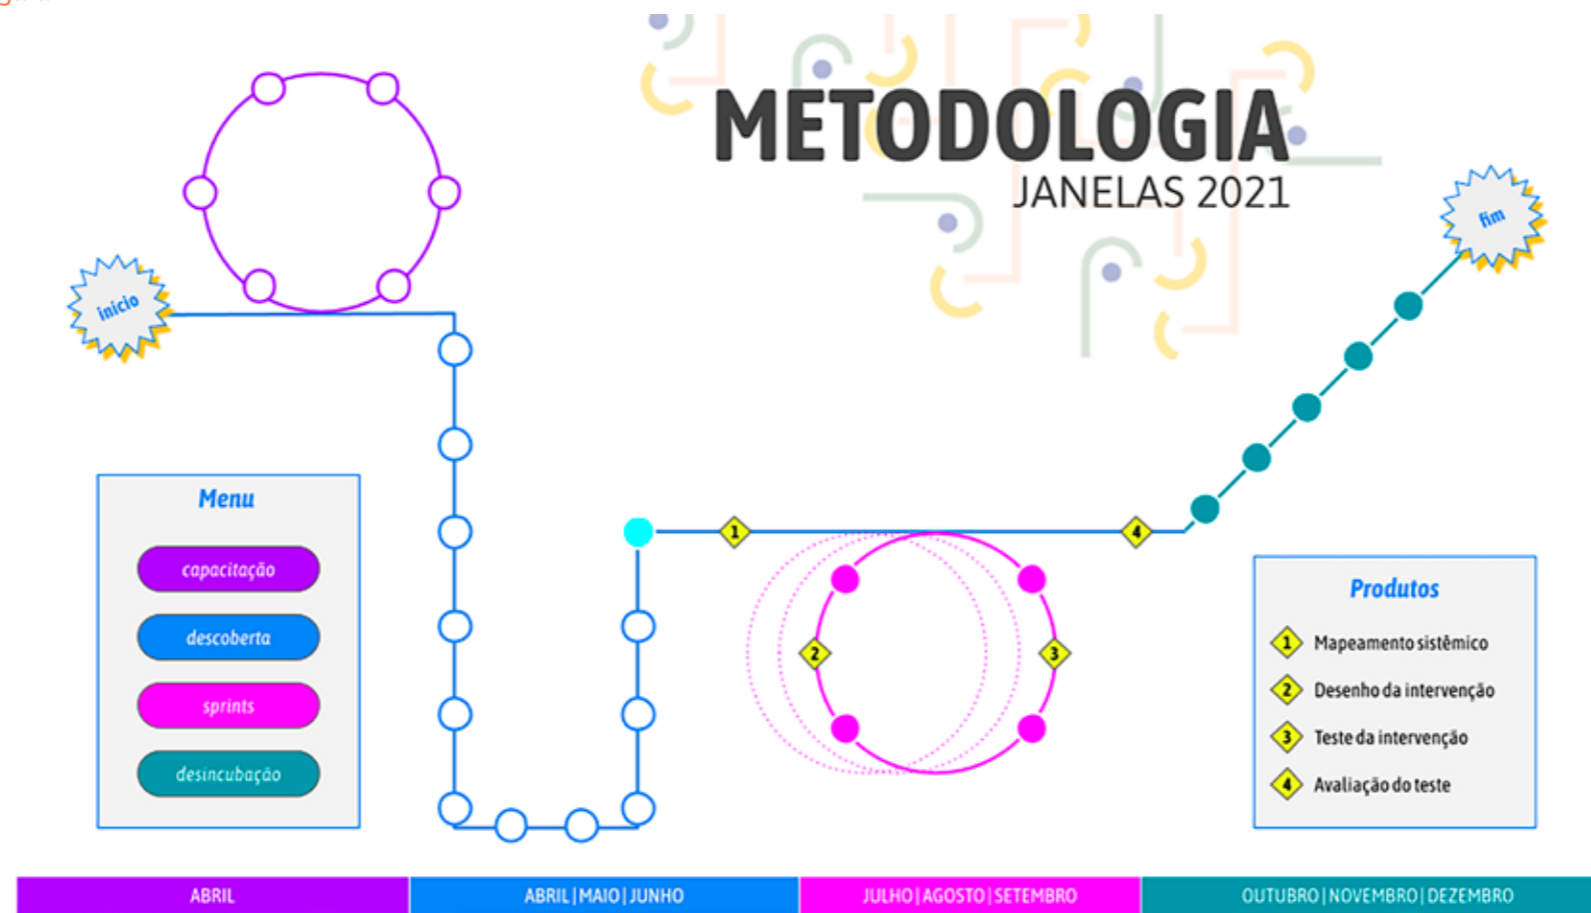 METODOLOGIA
JANELAS 2021
início
fim
Menu
capacitação
descoberta
sprints
desincubação
1
4
2
3
Produtos
1 Mapeamento sistêmico
2 Desenho da intervenção
3 Teste da intervenção
4 Avaliação do teste
ABRIL
ABRIL|MAIO|JUNHO
JULHO|AGOSTO|SETEMBRO
OUTUBRO|NOVEMBRO|DEZEMBRO